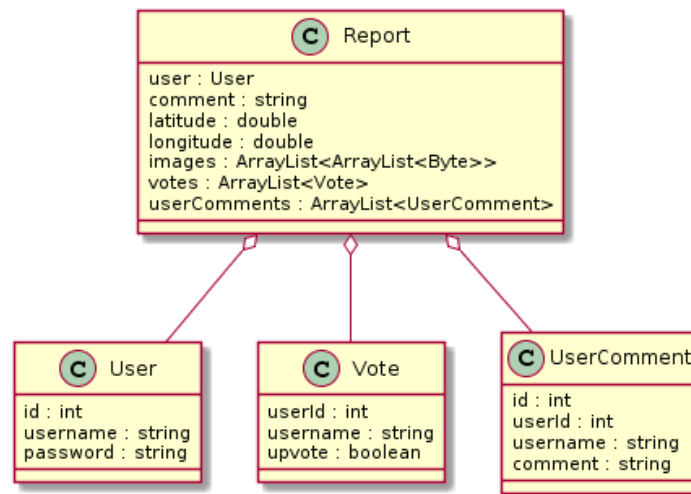 C Report
user : User
comment : string
latitude : double
longitude : double
images : ArrayList<ArrayList<Byte>>
votes : ArrayList<Vote>
userComments : ArrayList<UserComment>
C User
id : int
username : string
password : string
C Vote
userId : int
username : string
upvote : boolean
C UserComment
id : int
userId : int
username : string
comment : string